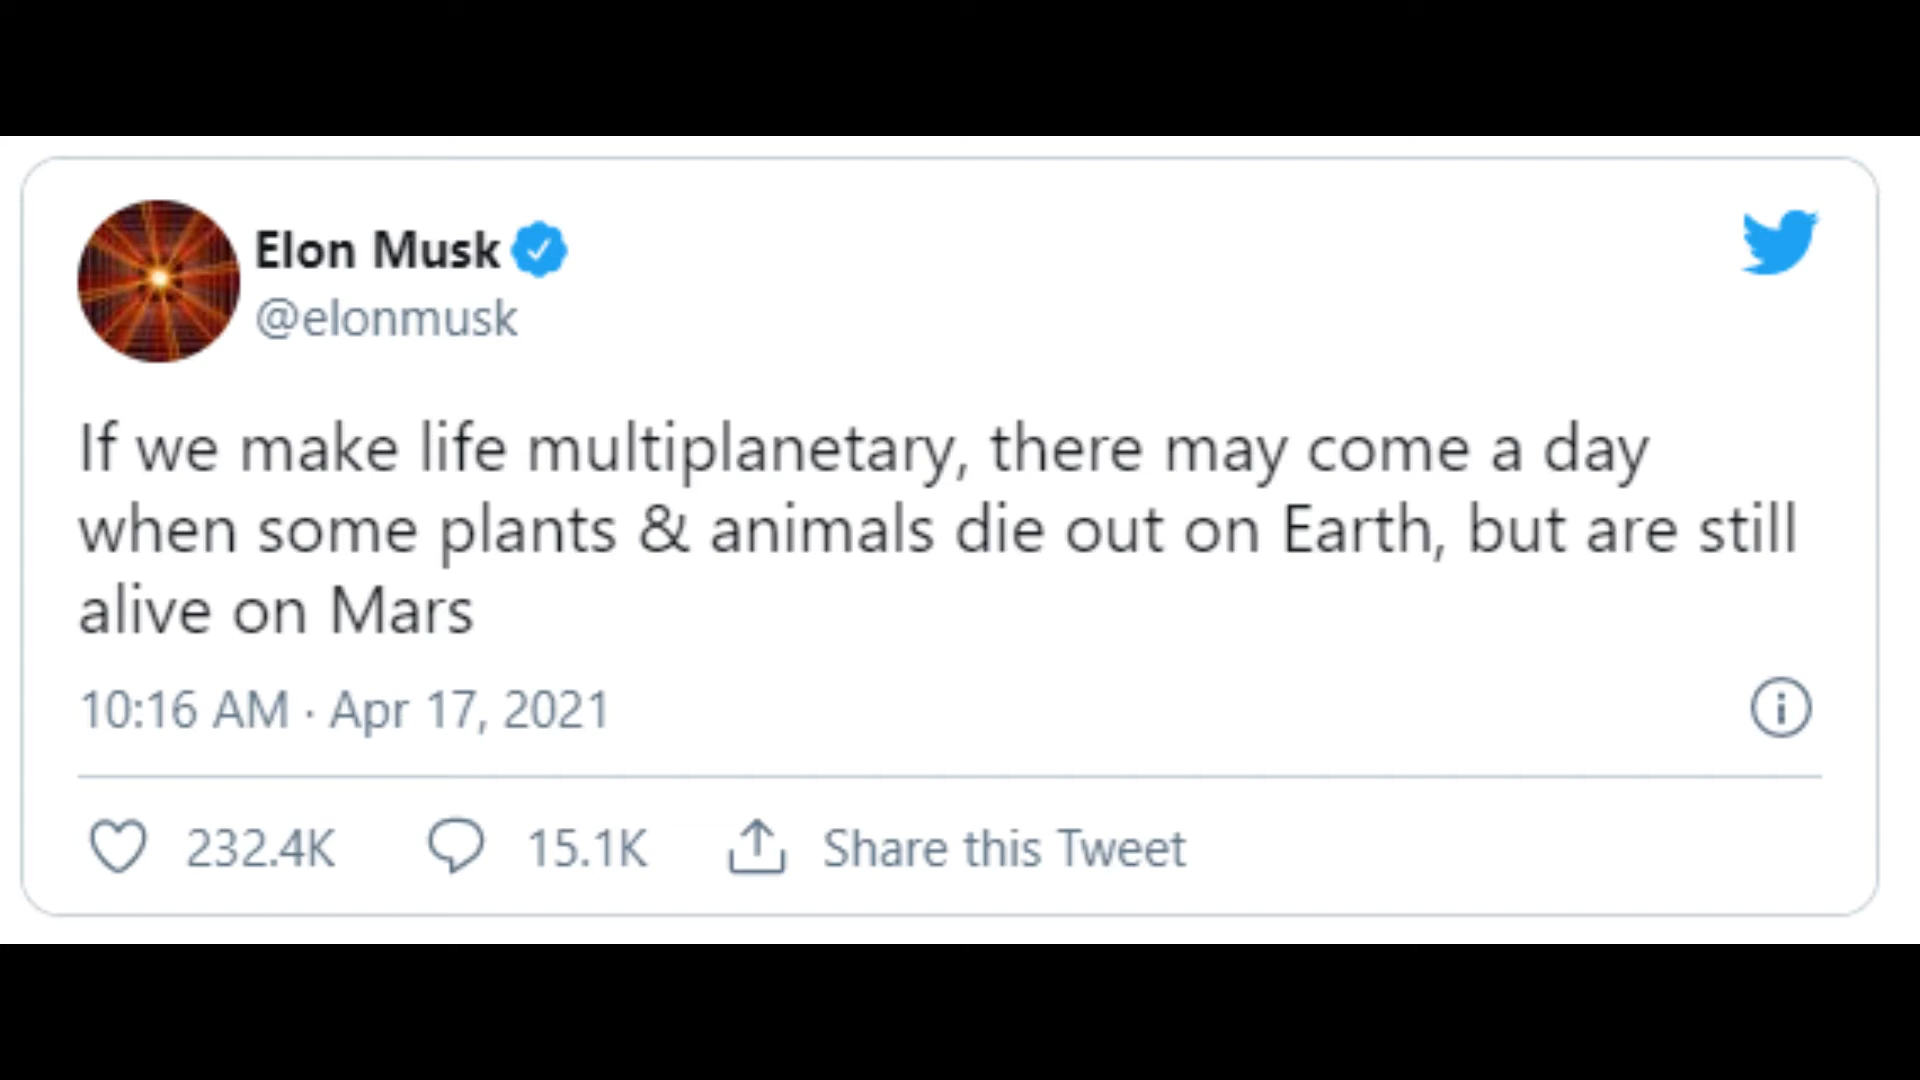 Elon Musk
@elonmusk
If we make life multiplanetary, there may come a day
when some plants & animals die out on Earth, but are still
alive on Mars
10:16 AM · Apr 17, 2021
232.4K 15.1K Share this Tweet